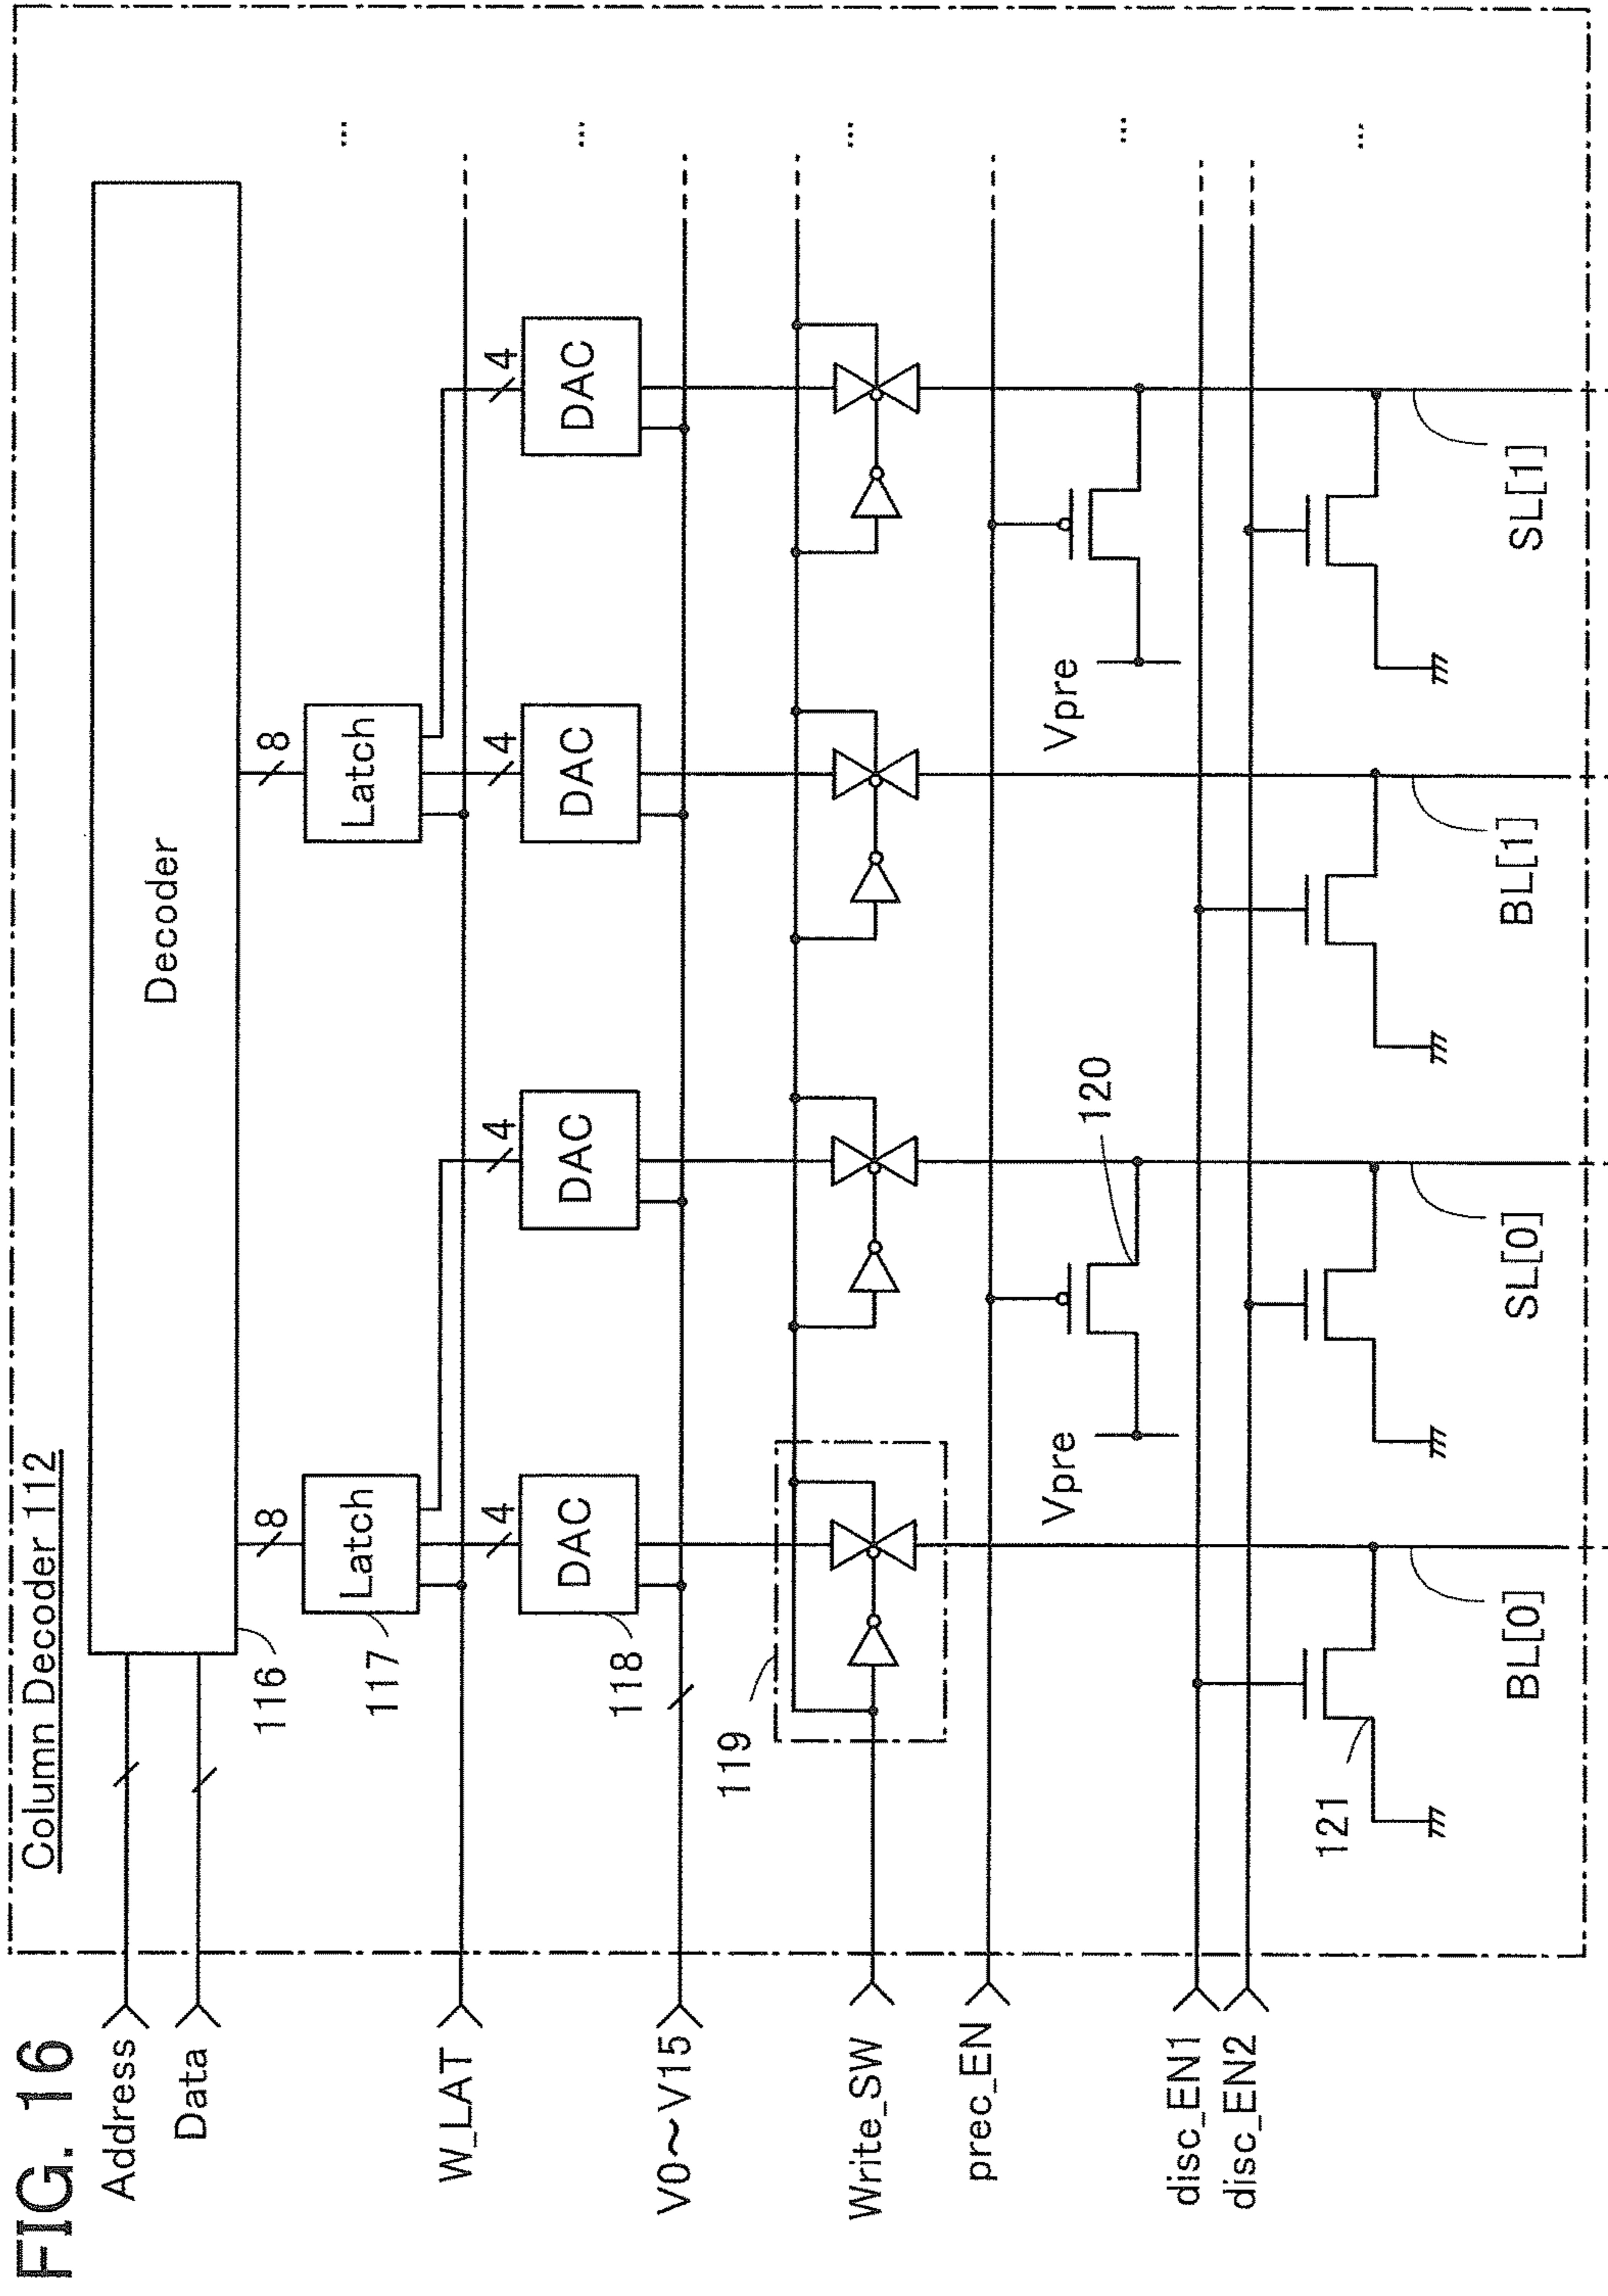 FIG. 16
Column Decoder 112
Address
Data
W_LAT
V0～V15
Write_SW
prec_EN
disc_EN1
disc_EN2
Decoder
116
8
8
Latch
Latch
117
4
4
4
4
DAC
DAC
DAC
DAC
118
119
Vpre
120
Vpre
121
BL[0]
SL[0]
BL[1]
SL[1]
...
...
...
...
...